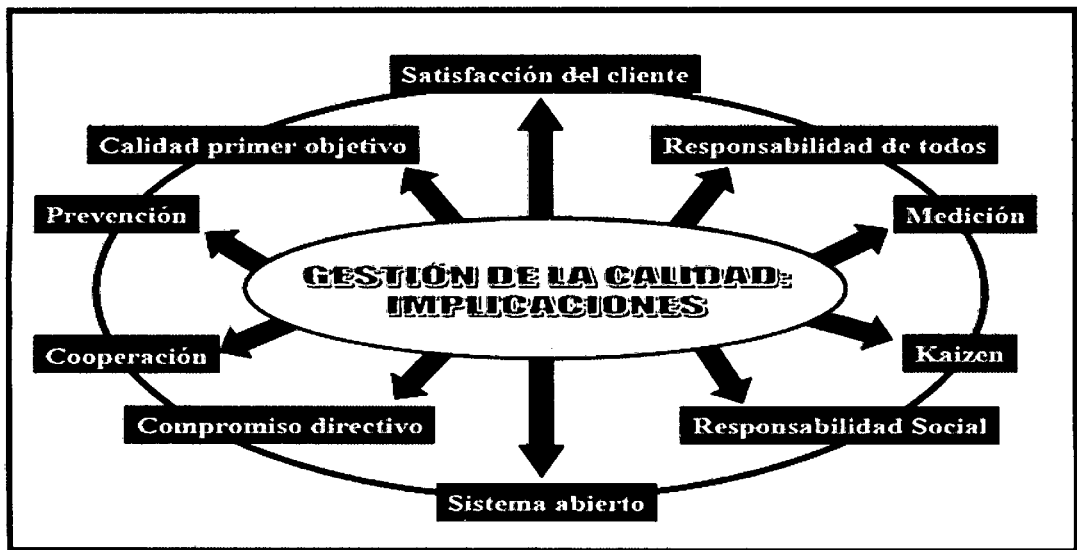 Satisfacción del cliente
Calidad primer objetivo
Responsabilidad de todos
Prevención
Medición
GESTIÓN DE LA CALIDAD:
IMPLICACIONES
Cooperación
Kaizen
Compromiso directivo
Responsabilidad Social
Sistema abierto